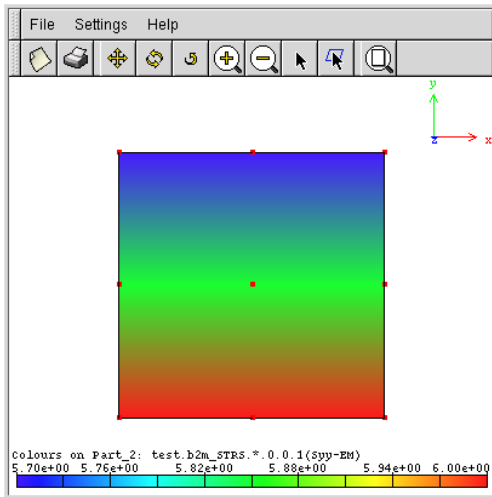 File Settings Help
y
z x
Colours on Part_2: test.b2m_STRS.*.0.0.1(Syy-EM)
5.70e+00 5.76e+00 5.82e+00 5.88e+00 5.94e+00 6.00e+00